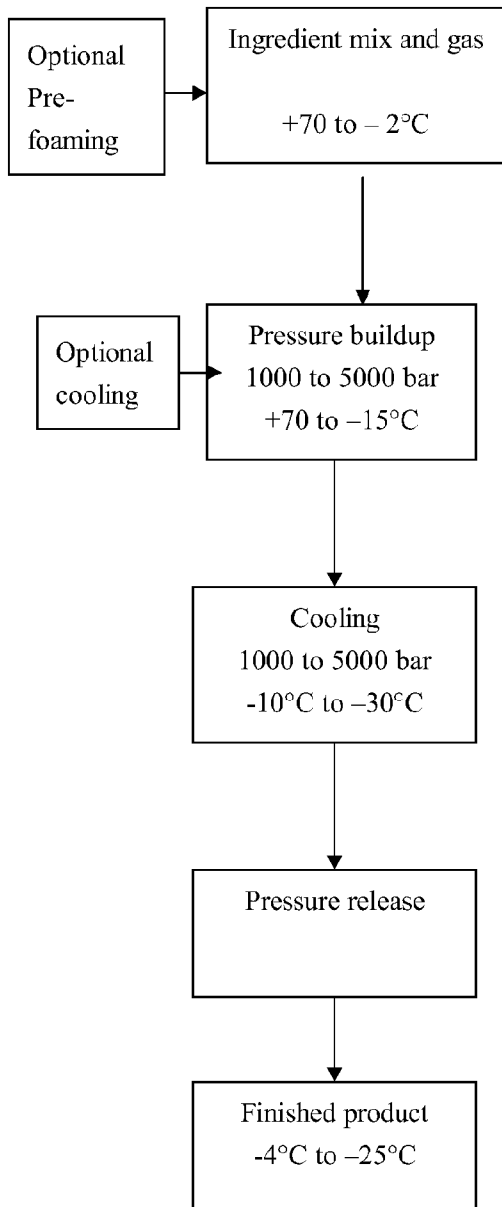 Optional
Pre-
foaming
Ingredient mix and gas
+70 to – 2°C
Optional
cooling
Pressure buildup
1000 to 5000 bar
+70 to –15°C
Cooling
1000 to 5000 bar
-10°C to –30°C
Pressure release
Finished product
-4°C to –25°C